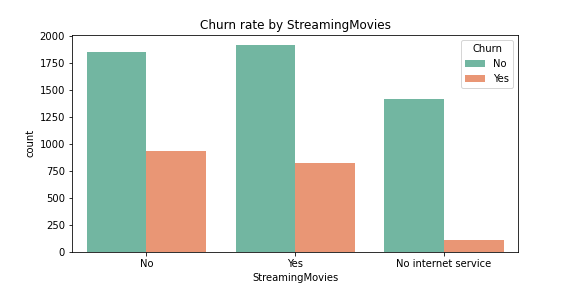 Churn rate by StreamingMovies
2000
1750
1500
1250
1000
750
500
250
0
count
Churn
No
Yes
No
Yes
No internet service
StreamingMovies